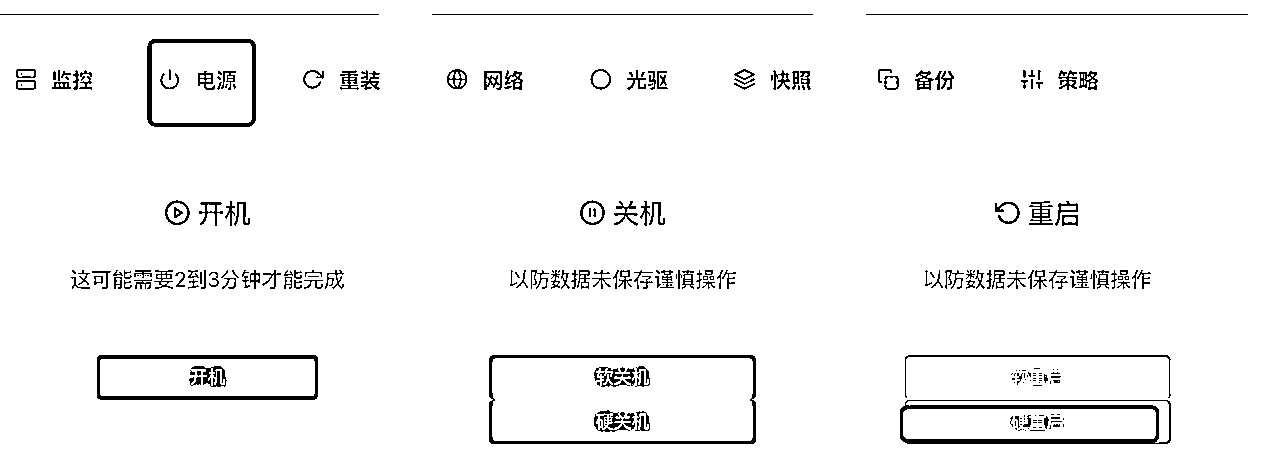 监控 电源 重装 网络 光驱 快照 备份 策略
开机 关机 重启
这可能需要2到3分钟才能完成 以防数据未保存谨慎操作 以防数据未保存谨慎操作
开机 软关机 软重启
硬关机 硬重启